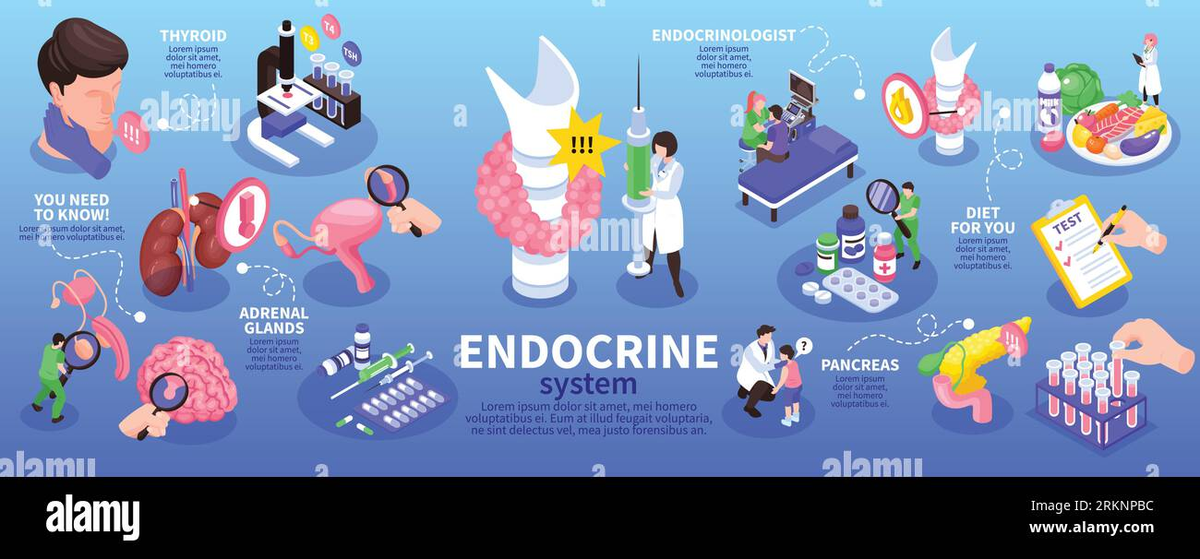 THYROID
Lorem ipsum
dolor sit amet,
mei homero
voluptatibus ei.
T3
T4
TSH
!!!
YOU NEED
TO KNOW!
Lorem ipsum dolor sit amet,
mei homero
voluptatibus ei.
!
ADRENAL
GLANDS
Lorem ipsum
dolor sit amet,
mei homero
voluptatibus ei.
!!!
ENDOCRINE
system
Lorem ipsum dolor sit amet, mei homero
voluptatibus ei. Eum at illud feugait voluptaria,
ne sint delectus vel, mea justo forensibus an.
ENDOCRINOLOGIST
Lorem ipsum
dolor sit amet,
mei homero
voluptatibus ei.
MILK
DIET
FOR YOU
Lorem ipsum
dolor sit amet,
mei homero
voluptatibus ei.
TEST
?
PANCREAS
Lorem ipsum
dolor sit amet,
mei homero
voluptatibus ei.
!!!
alamy
alamy
alamy
alamy
a
a
a
alamy
Image ID: 2RKNPBC
www.alamy.com